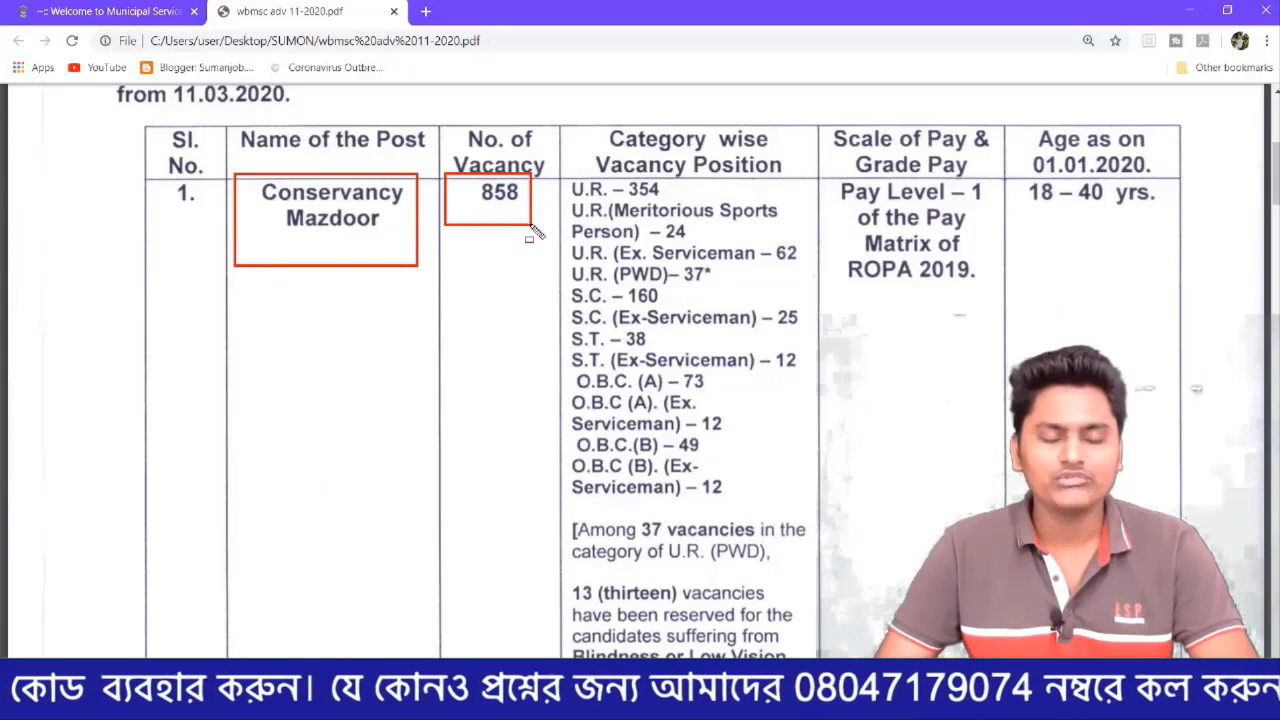 -:: Welcome to Municipal Servic
wbmsc adv 11-2020.pdf
File
C:/Users/user/Desktop/SUMON/wbmsc%20adv%2011-2020.pdf
Apps
YouTube
Blogger: Sumanjob....
Coronavirus Outbre...
Other bookmarks
from 11.03.2020.
Sl. No.
Name of the Post
No. of Vacancy
Category wise Vacancy Position
Scale of Pay & Grade Pay
Age as on 01.01.2020.
1.
Conservancy
Mazdoor
858
U.R. – 354
U.R.(Meritorious Sports
Person) – 24
U.R. (Ex. Serviceman – 62
U.R. (PWD)– 37*
S.C. – 160
S.C. (Ex-Serviceman) – 25
S.T. - 38
S.T. (Ex-Serviceman) – 12
O.B.C. (A) – 73
O.B.C (A). (Ex.
Serviceman) – 12
O.B.C.(B) – 49
O.B.C (B). (Ex-
Serviceman) – 12
[Among 37 vacancies in the
category of U.R. (PWD),
13 (thirteen) vacancies
have been reserved for the
candidates suffering from
Blindness or Low Vision
Pay Level – 1
of the Pay
Matrix of
ROPA 2019.
18 – 40 yrs.
ESP
কোড ব্যবহার করুন। যে কোনও প্রশ্নের জন্য আমাদের 08047179074 নম্বরে কল করুন